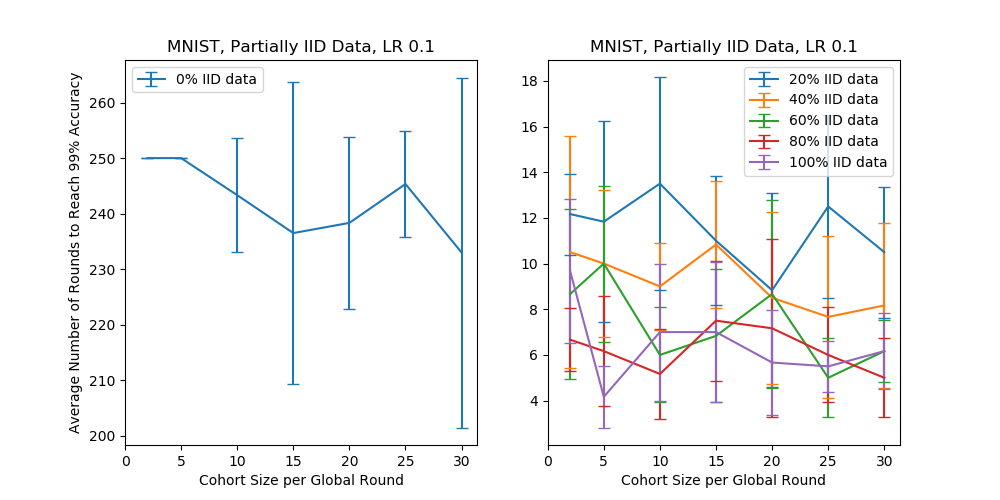 MNIST, Partially IID Data, LR 0.1
0% IID data
Average Number of Rounds to Reach 99% Accuracy
260
250
240
230
220
210
200
0 5 10 15 20 25 30
Cohort Size per Global Round
MNIST, Partially IID Data, LR 0.1
20% IID data
40% IID data
60% IID data
80% IID data
100% IID data
18
16
14
12
10
8
6
4
0 5 10 15 20 25 30
Cohort Size per Global Round